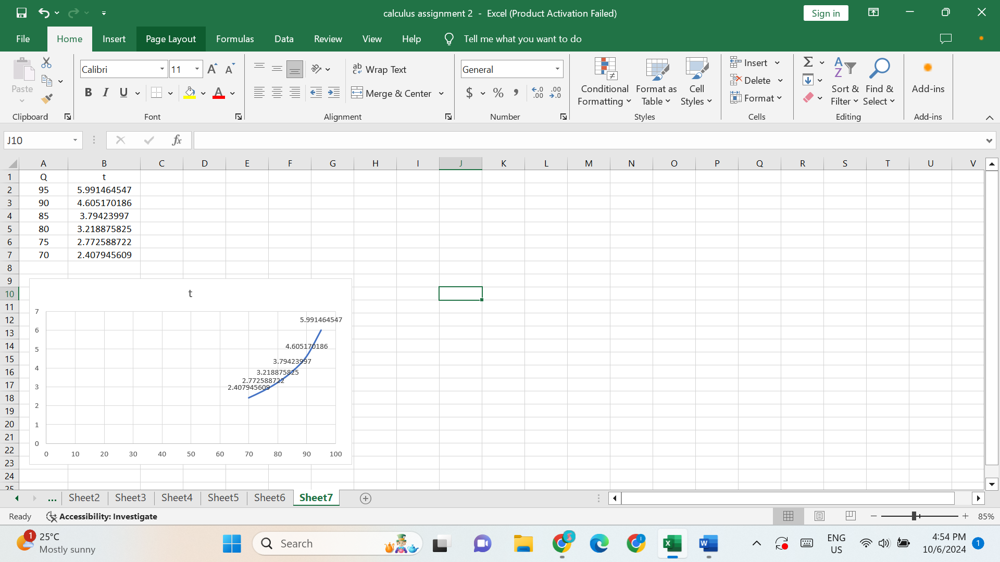 calculus assignment 2 - Excel (Product Activation Failed)
Sign in
File Home Insert Page Layout Formulas Data Review View Help Tell me what you want to do
Paste
Calibri 11
B I U A
ab Wrap Text
Merge & Center
General
$ % , .00 .00
Conditional Formatting
Format as Table
Cell Styles
Insert
Delete
Format
Sort & Filter
Find & Select
Add-ins
Clipboard Font Alignment Number Styles Cells Editing Add-ins
J10 fx
A B C D E F G H I J K L M N O P Q R S T U V
1 Q t
2 95 5.991464547
3 90 4.605170186
4 85 3.79423997
5 80 3.218875825
6 75 2.772588722
7 70 2.407945609
8
9
10
11
12
13
14
15
16
17
18
19
20
21
22
23
24
25
t
7
6
5
4
3
2
1
0
5.991464547
4.605170186
3.79423997
3.218875825
2.772588722
2.407945609
0 10 20 30 40 50 60 70 80 90 100
... Sheet2 Sheet3 Sheet4 Sheet5 Sheet6 Sheet7
Ready Accessibility: Investigate 85%
1 25°C
Mostly sunny
Search
ENG
US
4:54 PM
10/6/2024
1